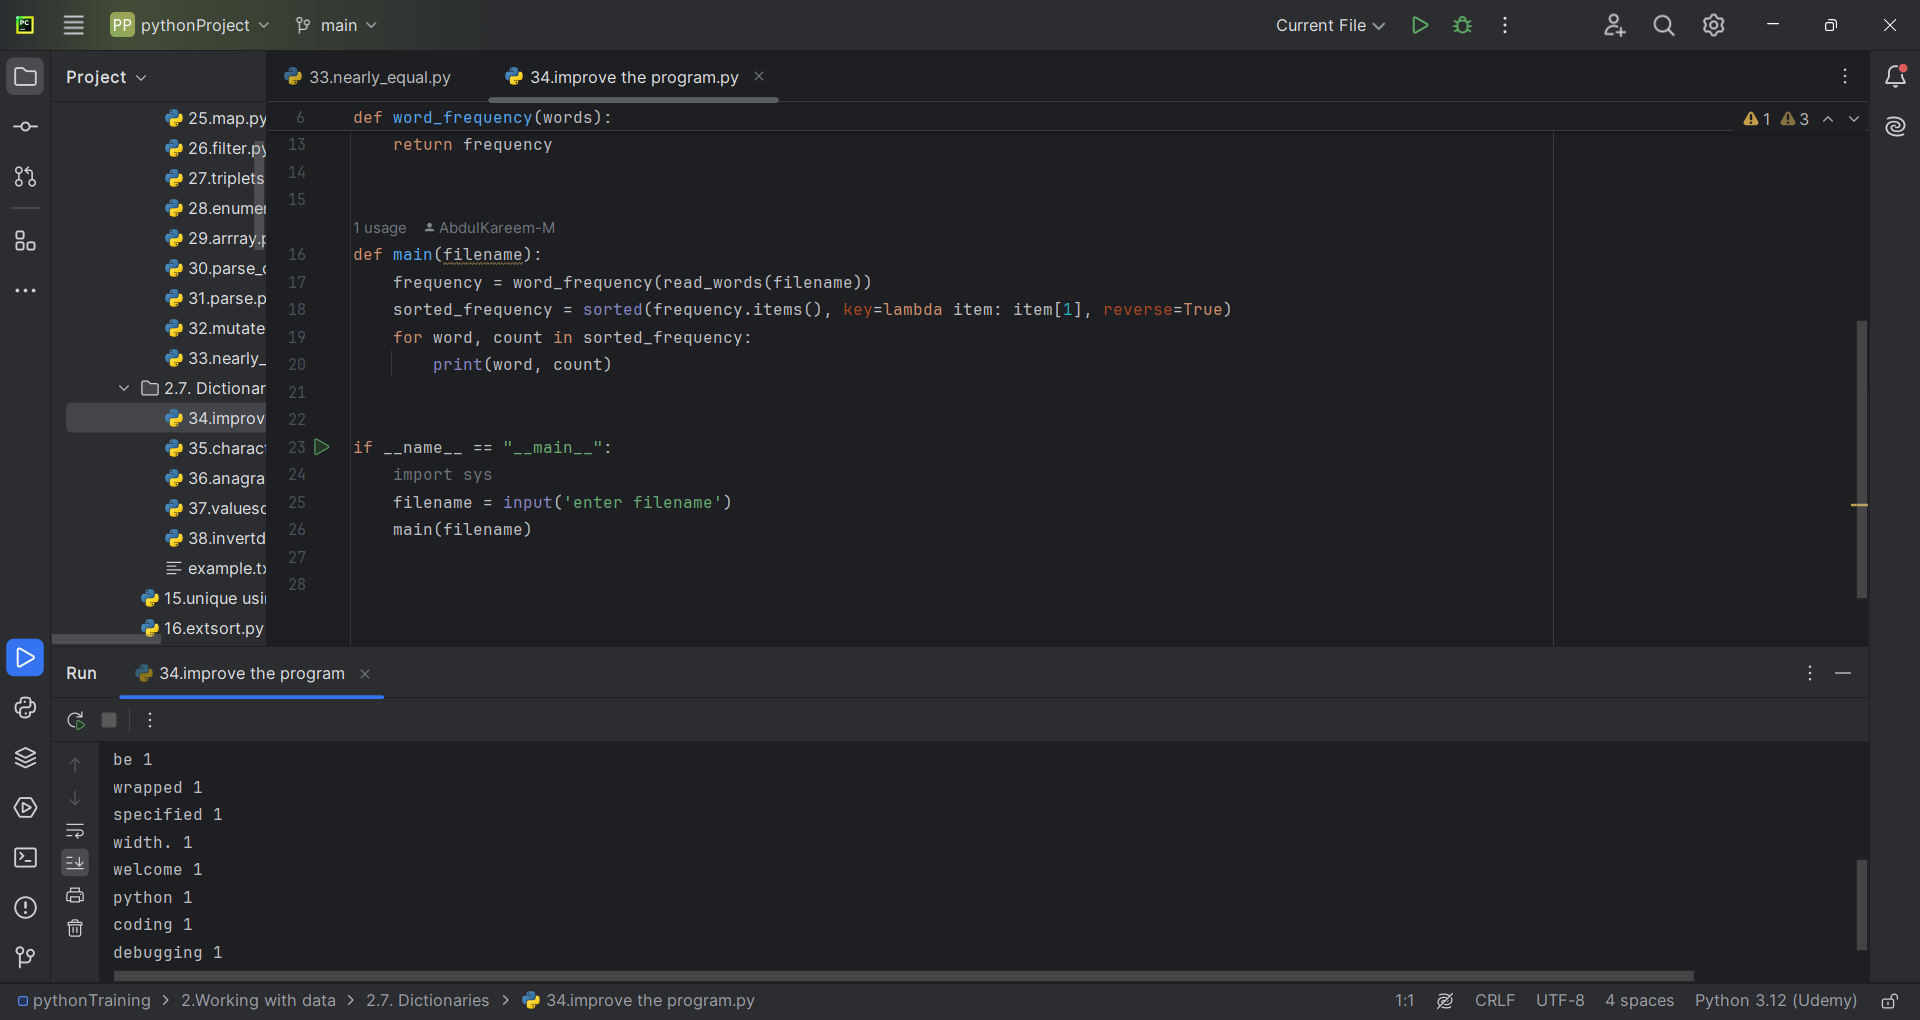 PP pythonProject main Current File
Project
33.nearly_equal.py 34.improve the program.py
25.map.py
26.filter.py
27.triplets
28.enumer
29.arrray.p
30.parse_c
31.parse.p
32.mutate
33.nearly_
2.7. Dictionar
34.improv
35.charact
36.anagra
37.valueso
38.invertd
example.tx
15.unique usin
16.extsort.py
6 def word_frequency(words): 1 3
13 return frequency
14
15
1 usage AbdulKareem-M
16 def main(filename):
17 frequency = word_frequency(read_words(filename))
18 sorted_frequency = sorted(frequency.items(), key=lambda item: item[1], reverse=True)
19 for word, count in sorted_frequency:
20 print(word, count)
21
22
23 if __name__ == "__main__":
24 import sys
25 filename = input('enter filename')
26 main(filename)
27
28
Run 34.improve the program
be 1
wrapped 1
specified 1
width. 1
welcome 1
python 1
coding 1
debugging 1
pythonTraining > 2.Working with data > 2.7. Dictionaries > 34.improve the program.py 1:1 CRLF UTF-8 4 spaces Python 3.12 (Udemy)